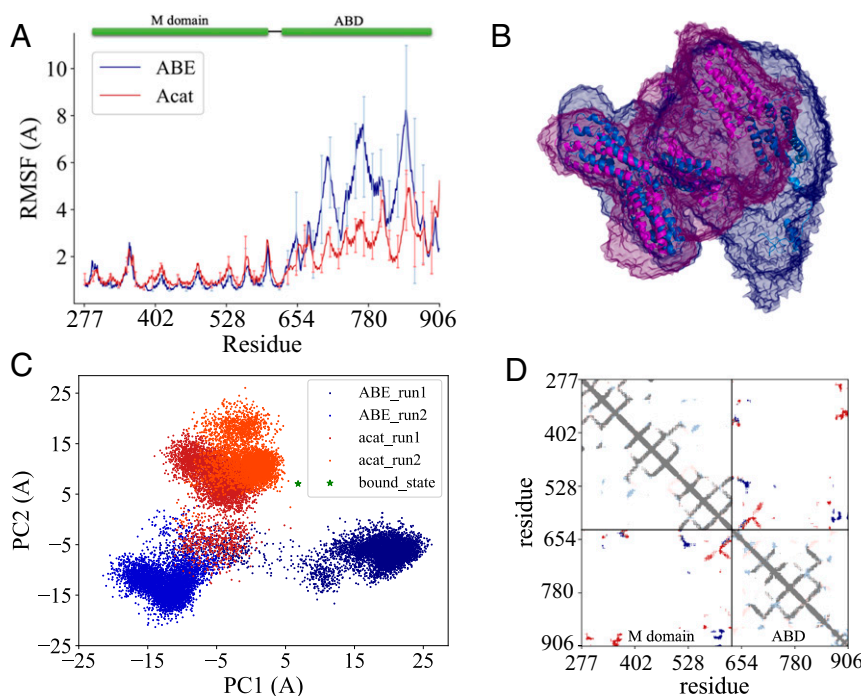 M domain
ABD
A
ABE
Acat
RMSF (A)
10
8
6
4
2
277
402
528
654
780
906
Residue
B
C
ABE_run1
ABE_run2
acat_run1
acat_run2
bound_state
PC2 (A)
25
15
5
−5
−15
−25
−25
−15
−5
5
15
25
PC1 (A)
D
residue
277
402
528
654
780
906
M domain
ABD
277
402
528
654
780
906
residue